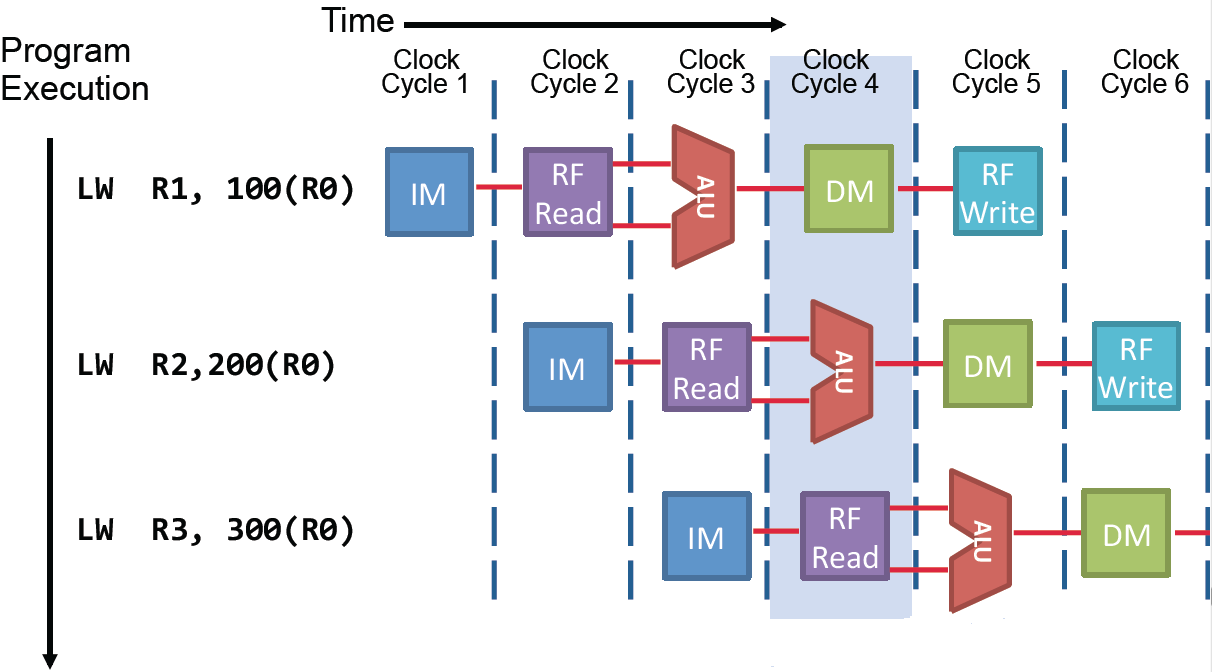 Time
Program
Execution
Clock
Cycle 1
Clock
Cycle 2
Clock
Cycle 3
Clock
Cycle 4
Clock
Cycle 5
Clock
Cycle 6
LW R1, 100(R0)
IM
RF
Read
ALU
DM
RF
Write
LW R2,200(R0)
IM
RF
Read
ALU
DM
RF
Write
LW R3, 300(R0)
IM
RF
Read
ALU
DM